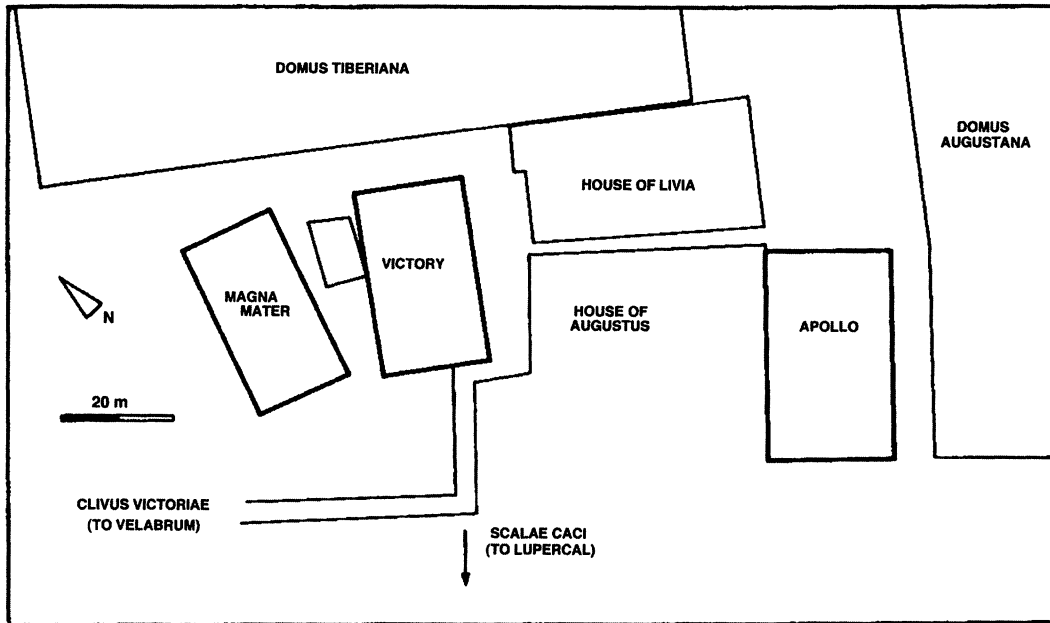 DOMUS TIBERIANA
DOMUS
AUGUSTANA
HOUSE OF LIVIA
VICTORY
MAGNA
MATER
HOUSE OF
AUGUSTUS
APOLLO
N
20 m
CLIVUS VICTORIAE
(TO VELABRUM)
SCALAE CACI
(TO LUPERCAL)